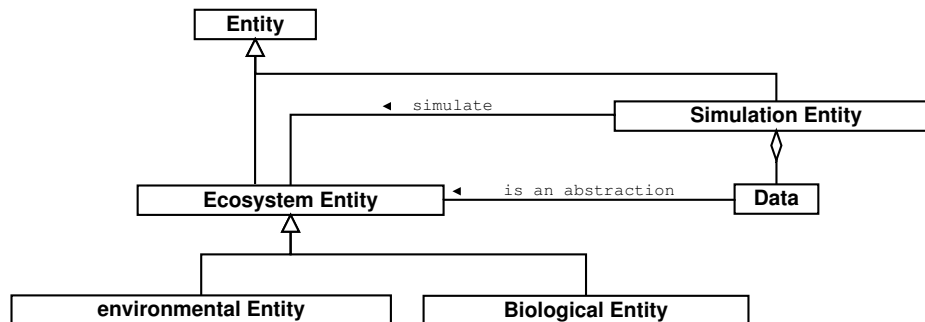 Entity
◄ simulate
Simulation Entity
Ecosystem Entity
◄ is an abstraction
Data
environmental Entity
Biological Entity